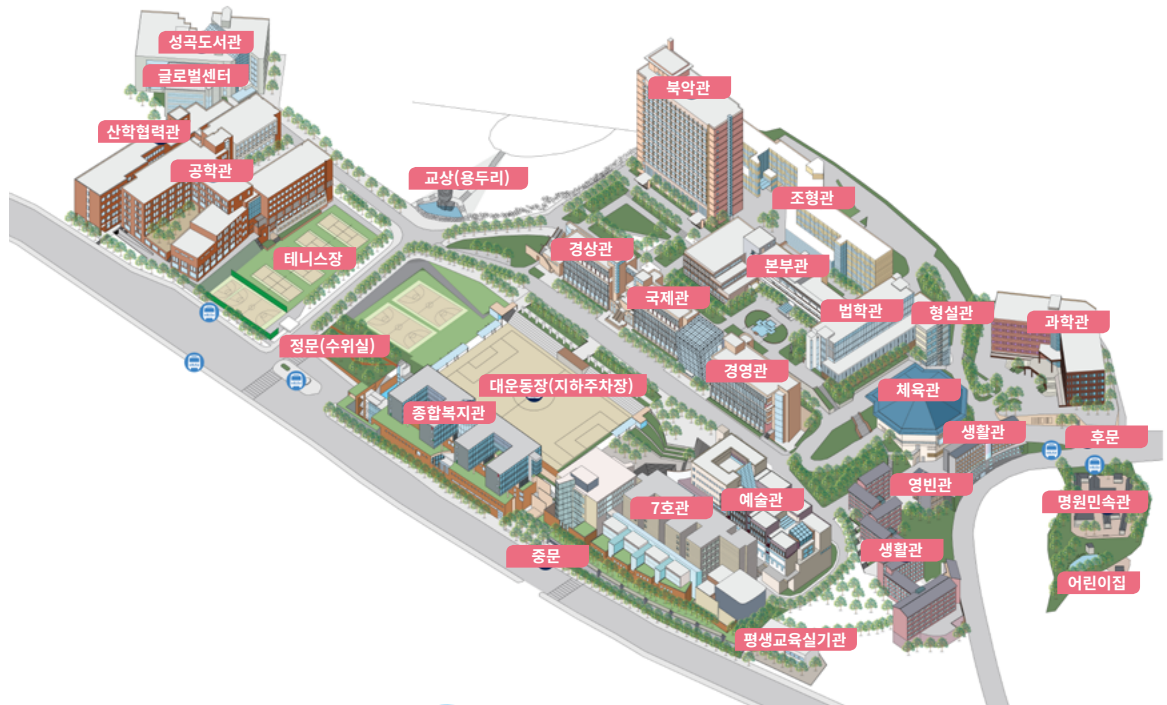 성곡도서관
글로벌센터
북악관
산학협력관
공학관
교상(용두리)
조형관
경상관
테니스장
본부관
국제관
법학관
형설관
과학관
정문(수위실)
경영관
대운동장(지하주차장)
체육관
종합복지관
생활관
후문
영빈관
7호관
예술관
명원민속관
중문
생활관
어린이집
평생교육실기관